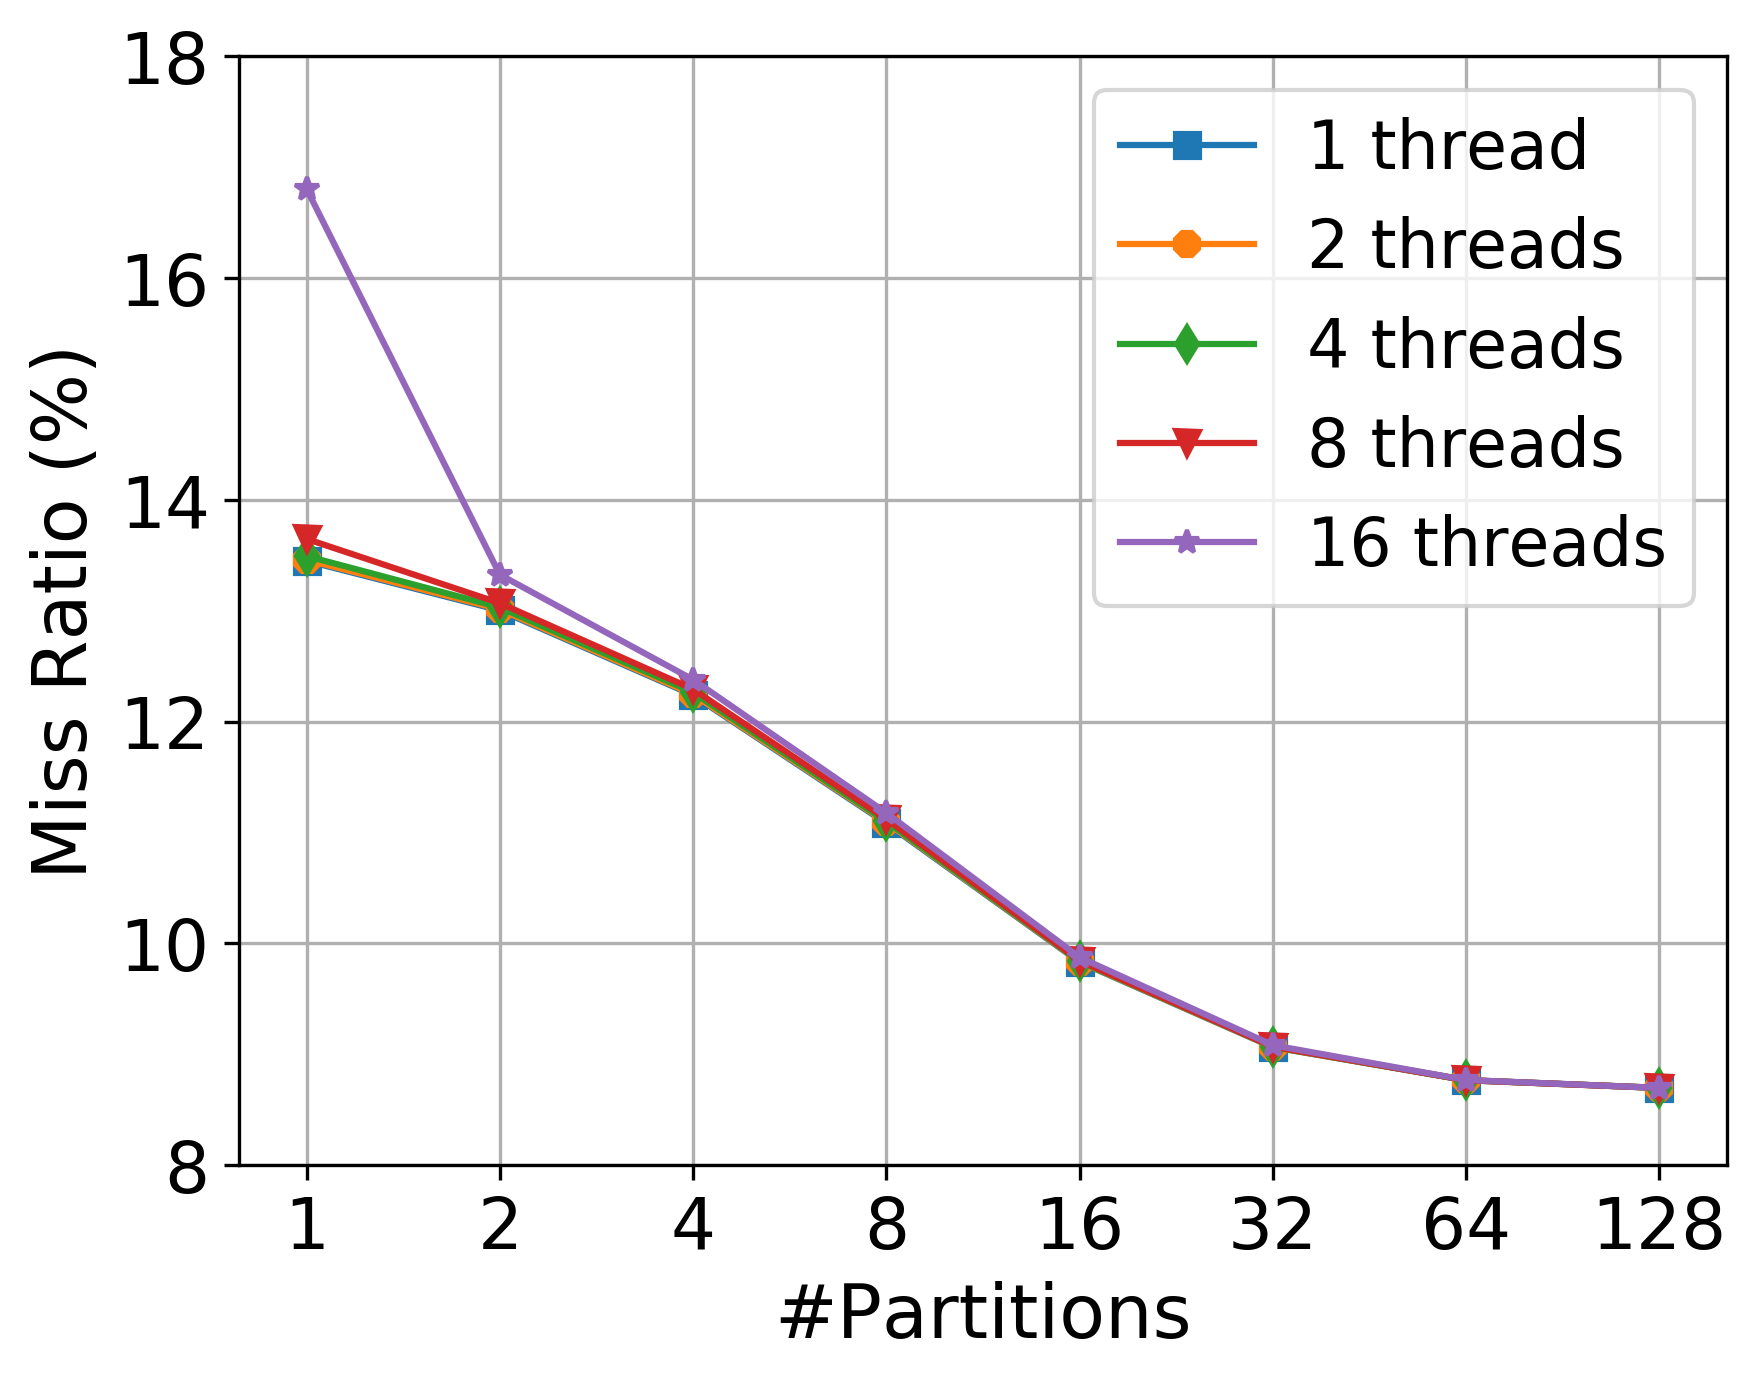 18
16
14
12
10
8
Miss Ratio (%)
1 thread
2 threads
4 threads
8 threads
16 threads
1 2 4 8 16 32 64 128
#Partitions